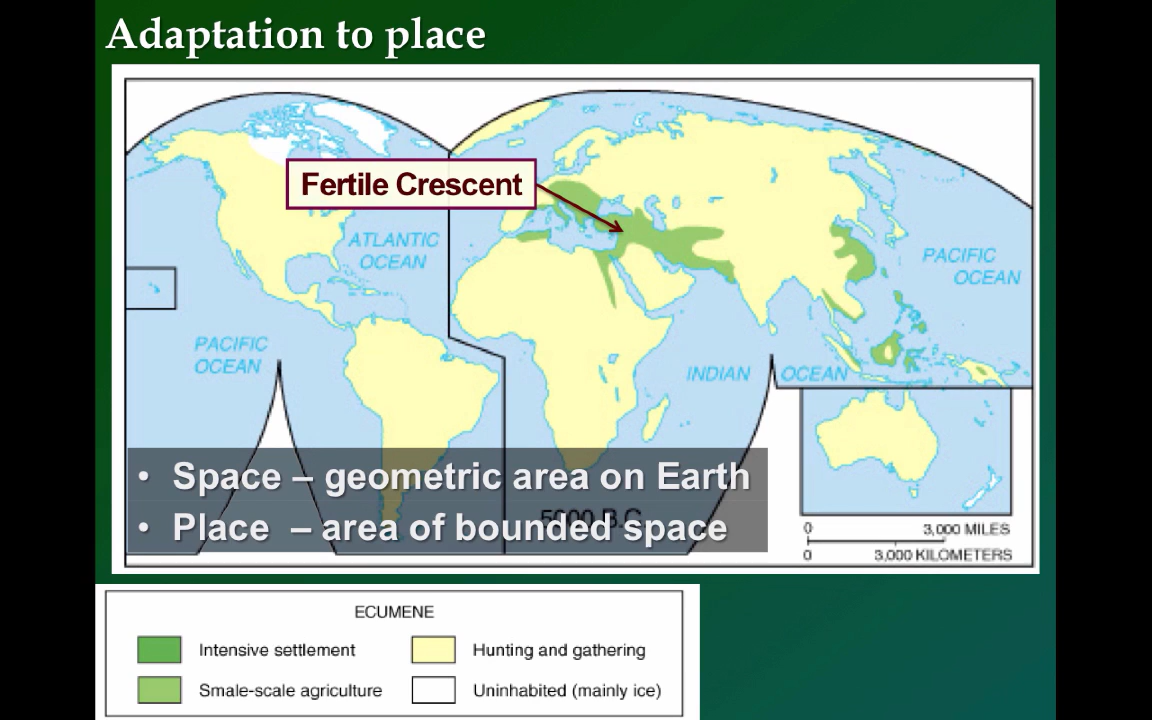 Adaptation to place
Fertile Crescent
ATLANTIC
OCEAN
PACIFIC
OCEAN
PACIFIC
OCEAN
INDIAN OCEAN
• Space – geometric area on Earth
5000 B.C.
• Place – area of bounded space
0 3,000 MILES
0 3,000 KILOMETERS
ECUMENE
Intensive settlement
Hunting and gathering
Smale-scale agriculture
Uninhabited (mainly ice)